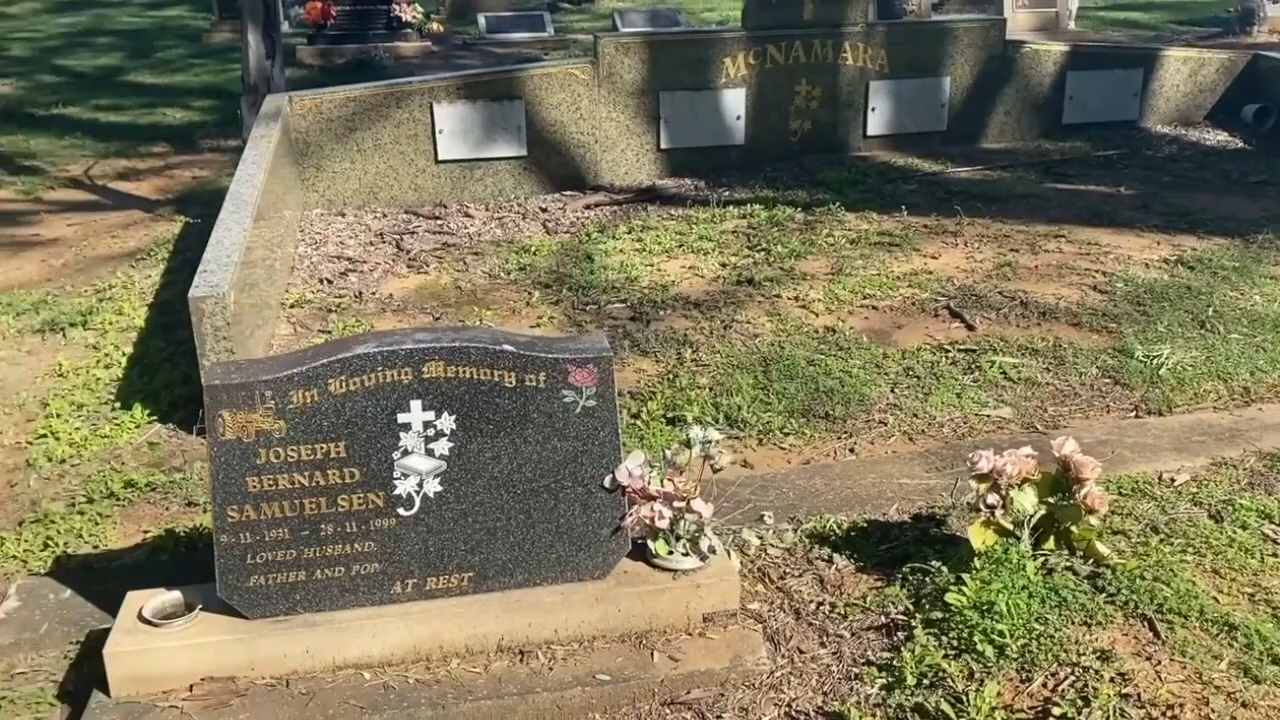 McNAMARA
In Loving Memory of
JOSEPH
BERNARD
SAMUELSEN
9 - 11 - 1931 - 28 - 11 - 1999
LOVED HUSBAND,
FATHER AND POP
AT REST